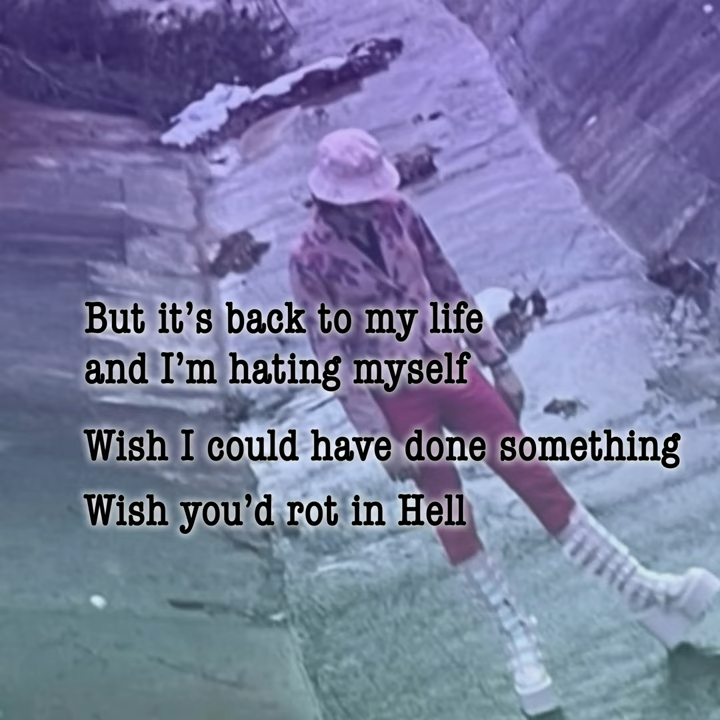 But it’s back to my life
and I’m hating myself
Wish I could have done something
Wish you’d rot in Hell